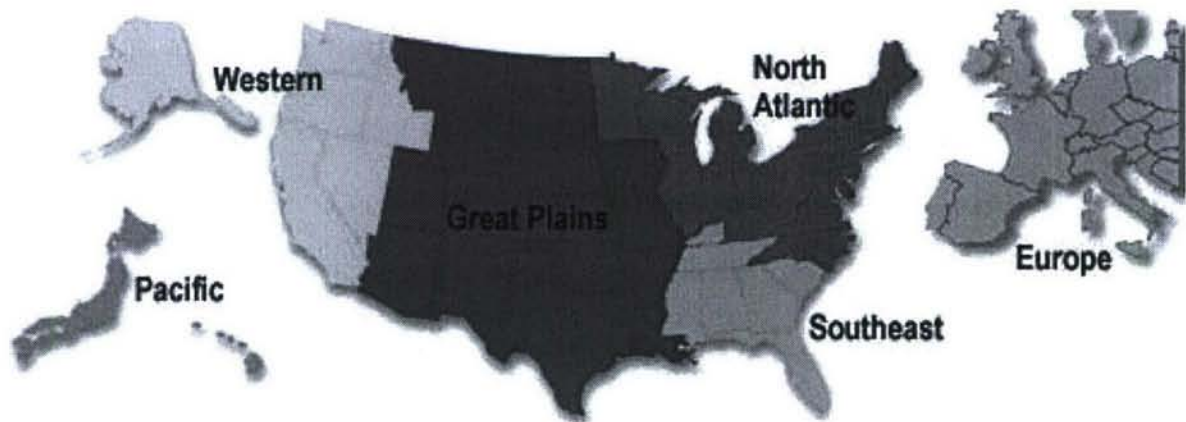 Western
North
Atlantic
Great Plains
Pacific
Europe
Southeast